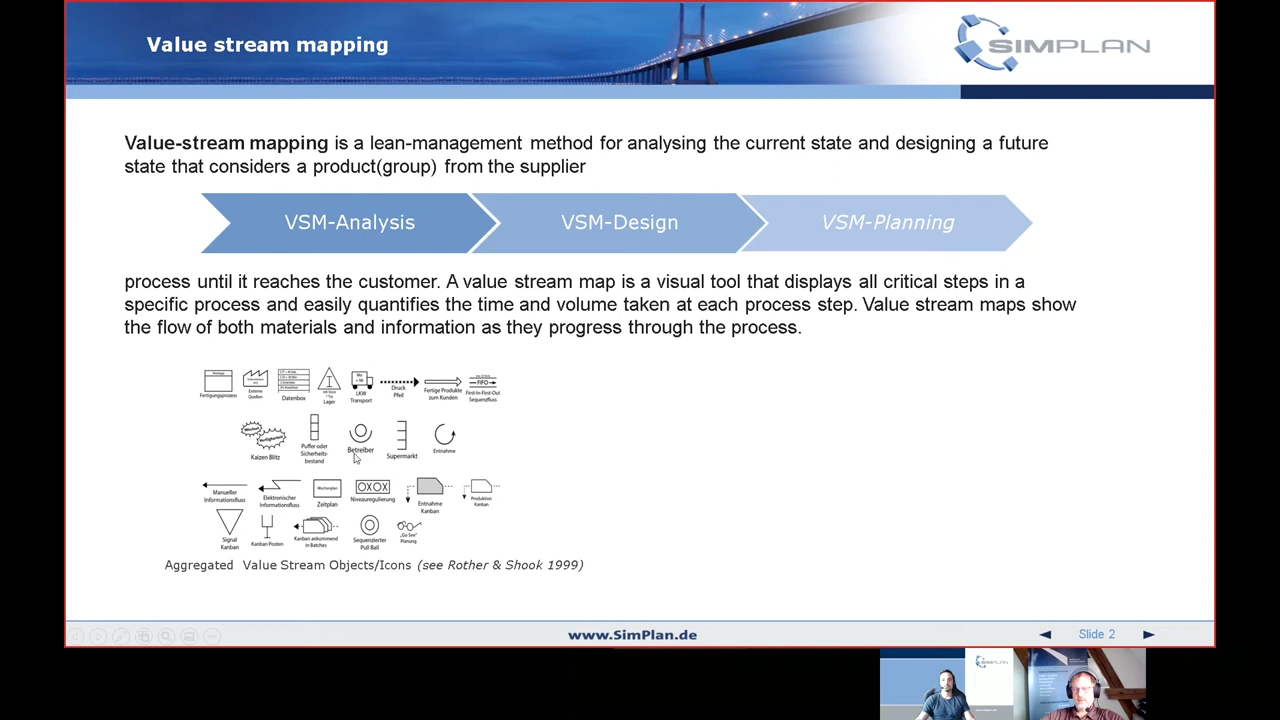 Value stream mapping
SIMPLAN
Value-stream mapping is a lean-management method for analysing the current state and designing a future
state that considers a product(group) from the supplier
VSM-Analysis
VSM-Design
VSM-Planning
process until it reaches the customer. A value stream map is a visual tool that displays all critical steps in a
specific process and easily quantifies the time and volume taken at each process step. Value stream maps show
the flow of both materials and information as they progress through the process.
Fertigungsprozess
Externe
Quellen
Datenbox
Lager
LKW
Transport
Druck
Pfeil
Fertige Produkte
zum Kunden
FIFO
First-In-First-Out
Sequenzfluss
Kaizen Blitz
Puffer oder
Sicherheits-
bestand
Betreiber
Supermarkt
Entnahme
Manueller
Informationsfluss
Elektronischer
Informationsfluss
Wochenplan
Zeitplan
OXOX
Niveauregulierung
Entnahme
Kanban
Produktion
Kanban
Signal
Kanban
Kanban Posten
Kanban ankommend
in Batches
Sequenzierter
Pull Ball
„Go See"
Planung
Aggregated Value Stream Objects/Icons (see Rother & Shook 1999)
www.SimPlan.de
Slide 2
SIMPLAN